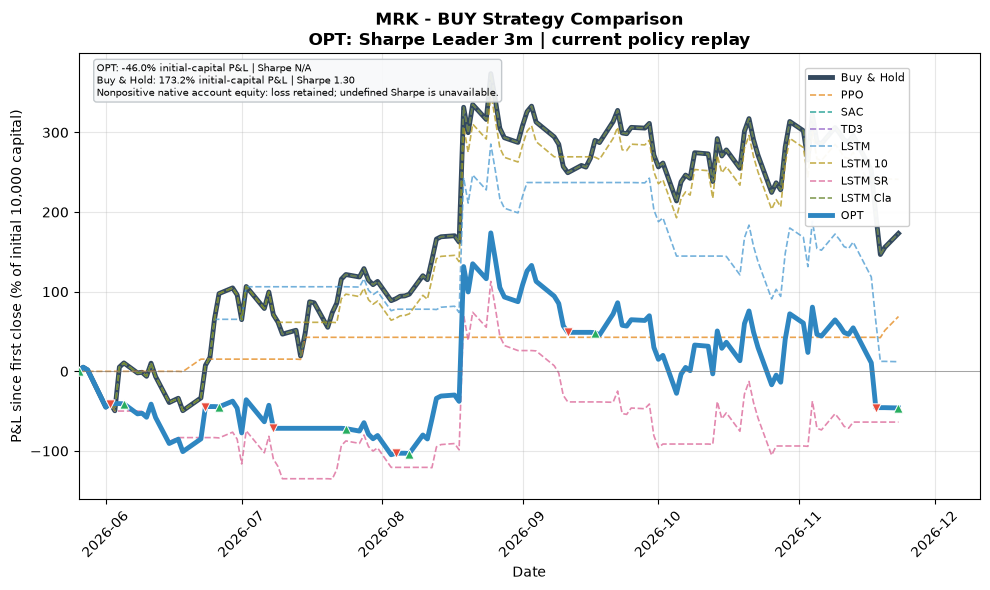 MRK - BUY Strategy Comparison
OPT: Sharpe Leader 3m | current policy replay
OPT: -46.0% initial-capital P&L | Sharpe N/A
Buy & Hold: 173.2% initial-capital P&L | Sharpe 1.30
Nonpositive native account equity: loss retained; undefined Sharpe is unavailable.
Buy & Hold
PPO
SAC
TD3
LSTM
LSTM 10
LSTM SR
LSTM Cla
OPT
P&L since first close (% of initial 10,000 capital)
300
200
100
0
−100
2026-06
2026-07
2026-08
2026-09
2026-10
2026-11
2026-12
Date